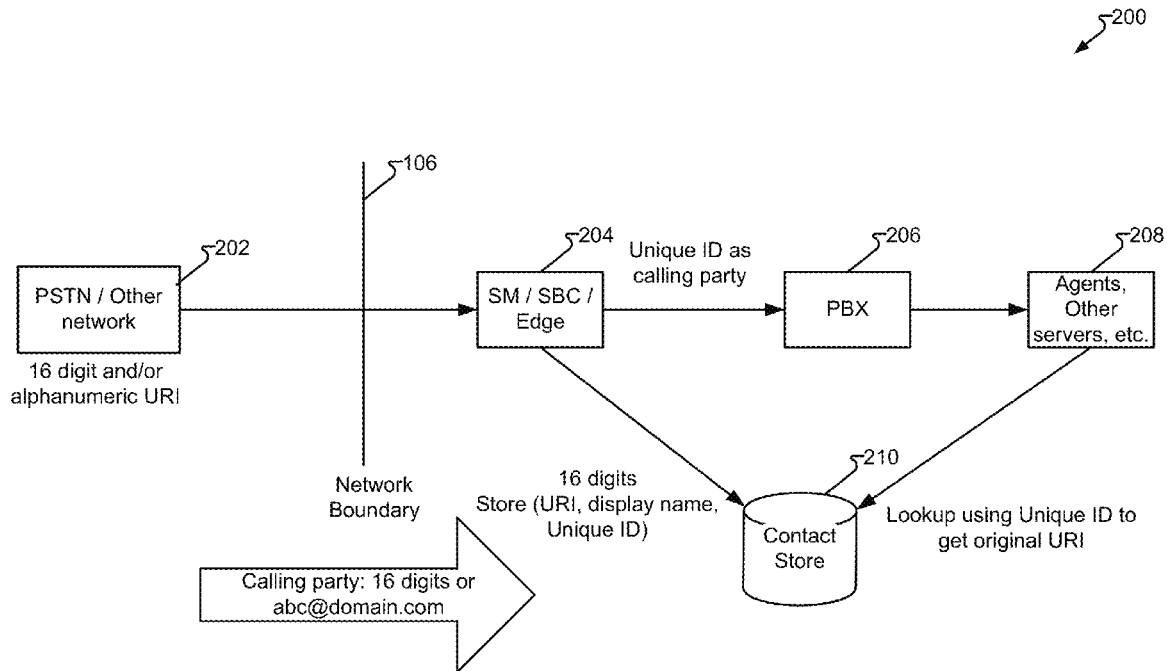 200
106
202
204
206
208
PSTN / Other
network
16 digit and/or
alphanumeric URI
SM / SBC /
Edge
Unique ID as
calling party
PBX
Agents,
Other
servers, etc.
Network
Boundary
16 digits
Store (URI, display name,
Unique ID)
210
Contact
Store
Lookup using Unique ID to
get original URI
Calling party: 16 digits or
abc@domain.com